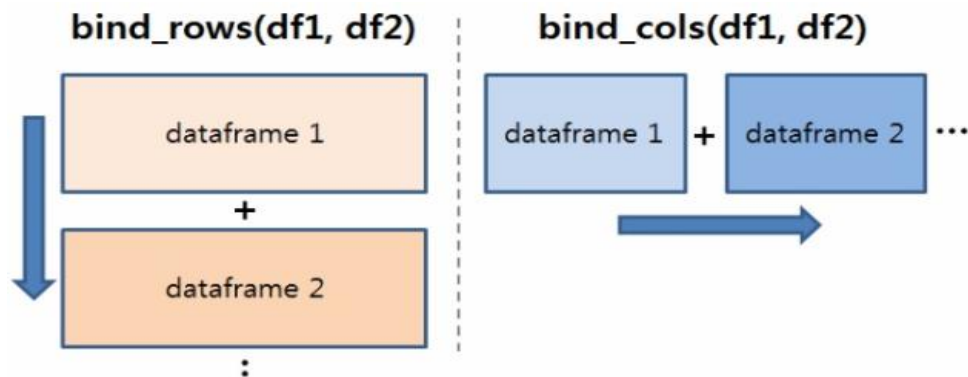 bind_rows(df1, df2)
dataframe 1
+
dataframe 2
:
bind_cols(df1, df2)
dataframe 1 + dataframe 2 ...